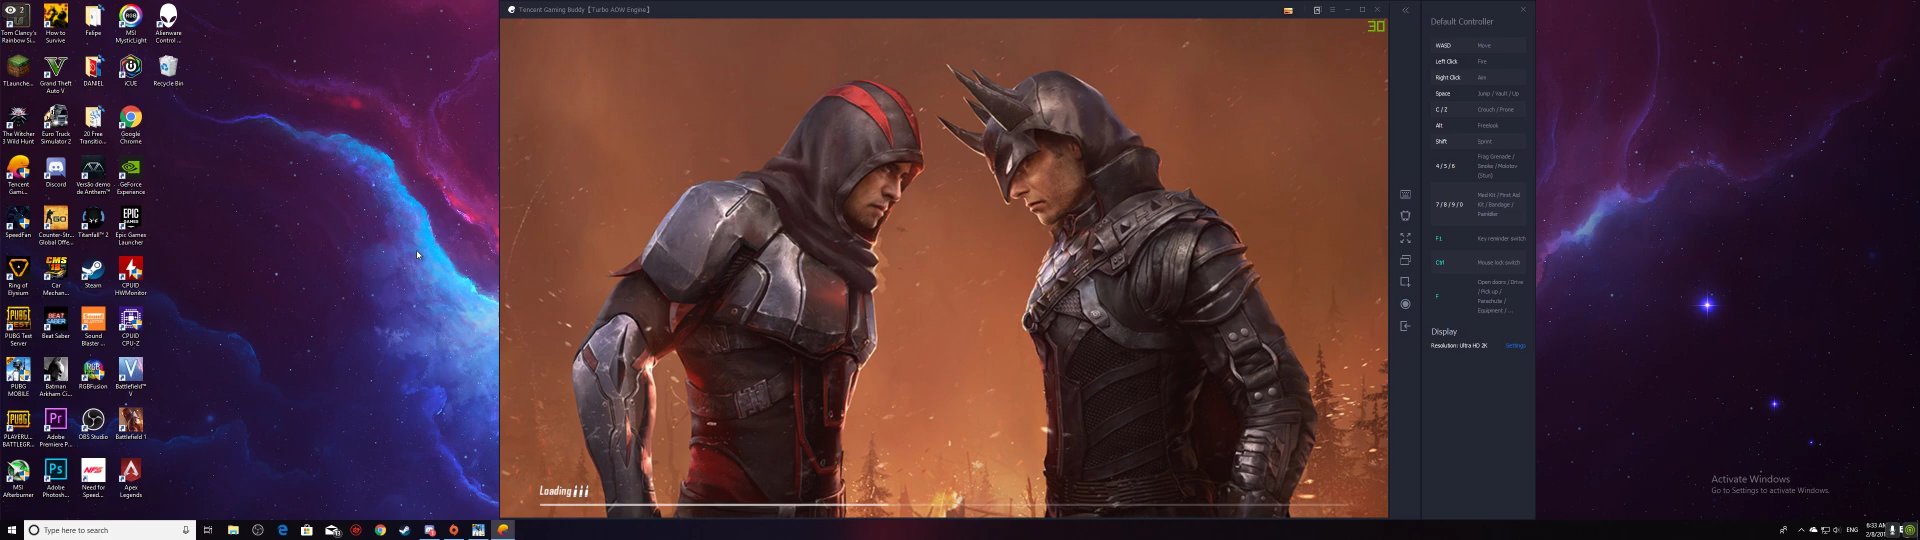 2
Tom Clancy's
Rainbow Si...
How to
Survive
Felipe
MSI
MysticLight
Alienware
Control ...
TLaunche...
Grand Theft
Auto V
DANIEL
iCUE
Recycle Bin
The Witcher
3 Wild Hunt
Euro Truck
Simulator 2
20 Free
Transitio...
Google
Chrome
Tencent
Gami...
Discord
Versão demo
de Anthem™
GeForce
Experience
SpeedFan
Counter-Str...
Global Offe...
Titanfall™ 2
Epic Games
Launcher
Ring of
Elysium
Car
Mechan...
Steam
CPUID
HWMonitor
PUBG Test
Server
Beat Saber
Sound
Blaster ...
CPUID
CPU-Z
PUBG
MOBILE
Batman
Arkham Ci...
RGBFusion
Battlefield™
V
PLAYERU...
BATTLEGR...
Adobe
Premiere P...
OBS Studio
Battlefield 1
MSI
Afterburner
Adobe
Photosh...
Need for
Speed...
Apex
Legends
Tencent Gaming Buddy【Turbo AOW Engine】
30
Loading
Default Controller
WASD Move
Left Click Fire
Right Click Aim
Space Jump / Vault / Up
C / Z Crouch / Prone
Alt Freelook
Shift Sprint
4 / 5 / 6 Frag Grenade /
Smoke / Molotov
(Stun)
7 / 8 / 9 / 0 Med Kit / First Aid
Kit / Bandage /
Painkiller
F1 Key reminder switch
Ctrl Mouse lock switch
F Open doors / Drive
/ Pick up /
Parachute /
Equipment / ...
Display
Resolution: Ultra HD 2K Settings
Activate Windows
Go to Settings to activate Windows.
Type here to search
ENG
6:33 AM